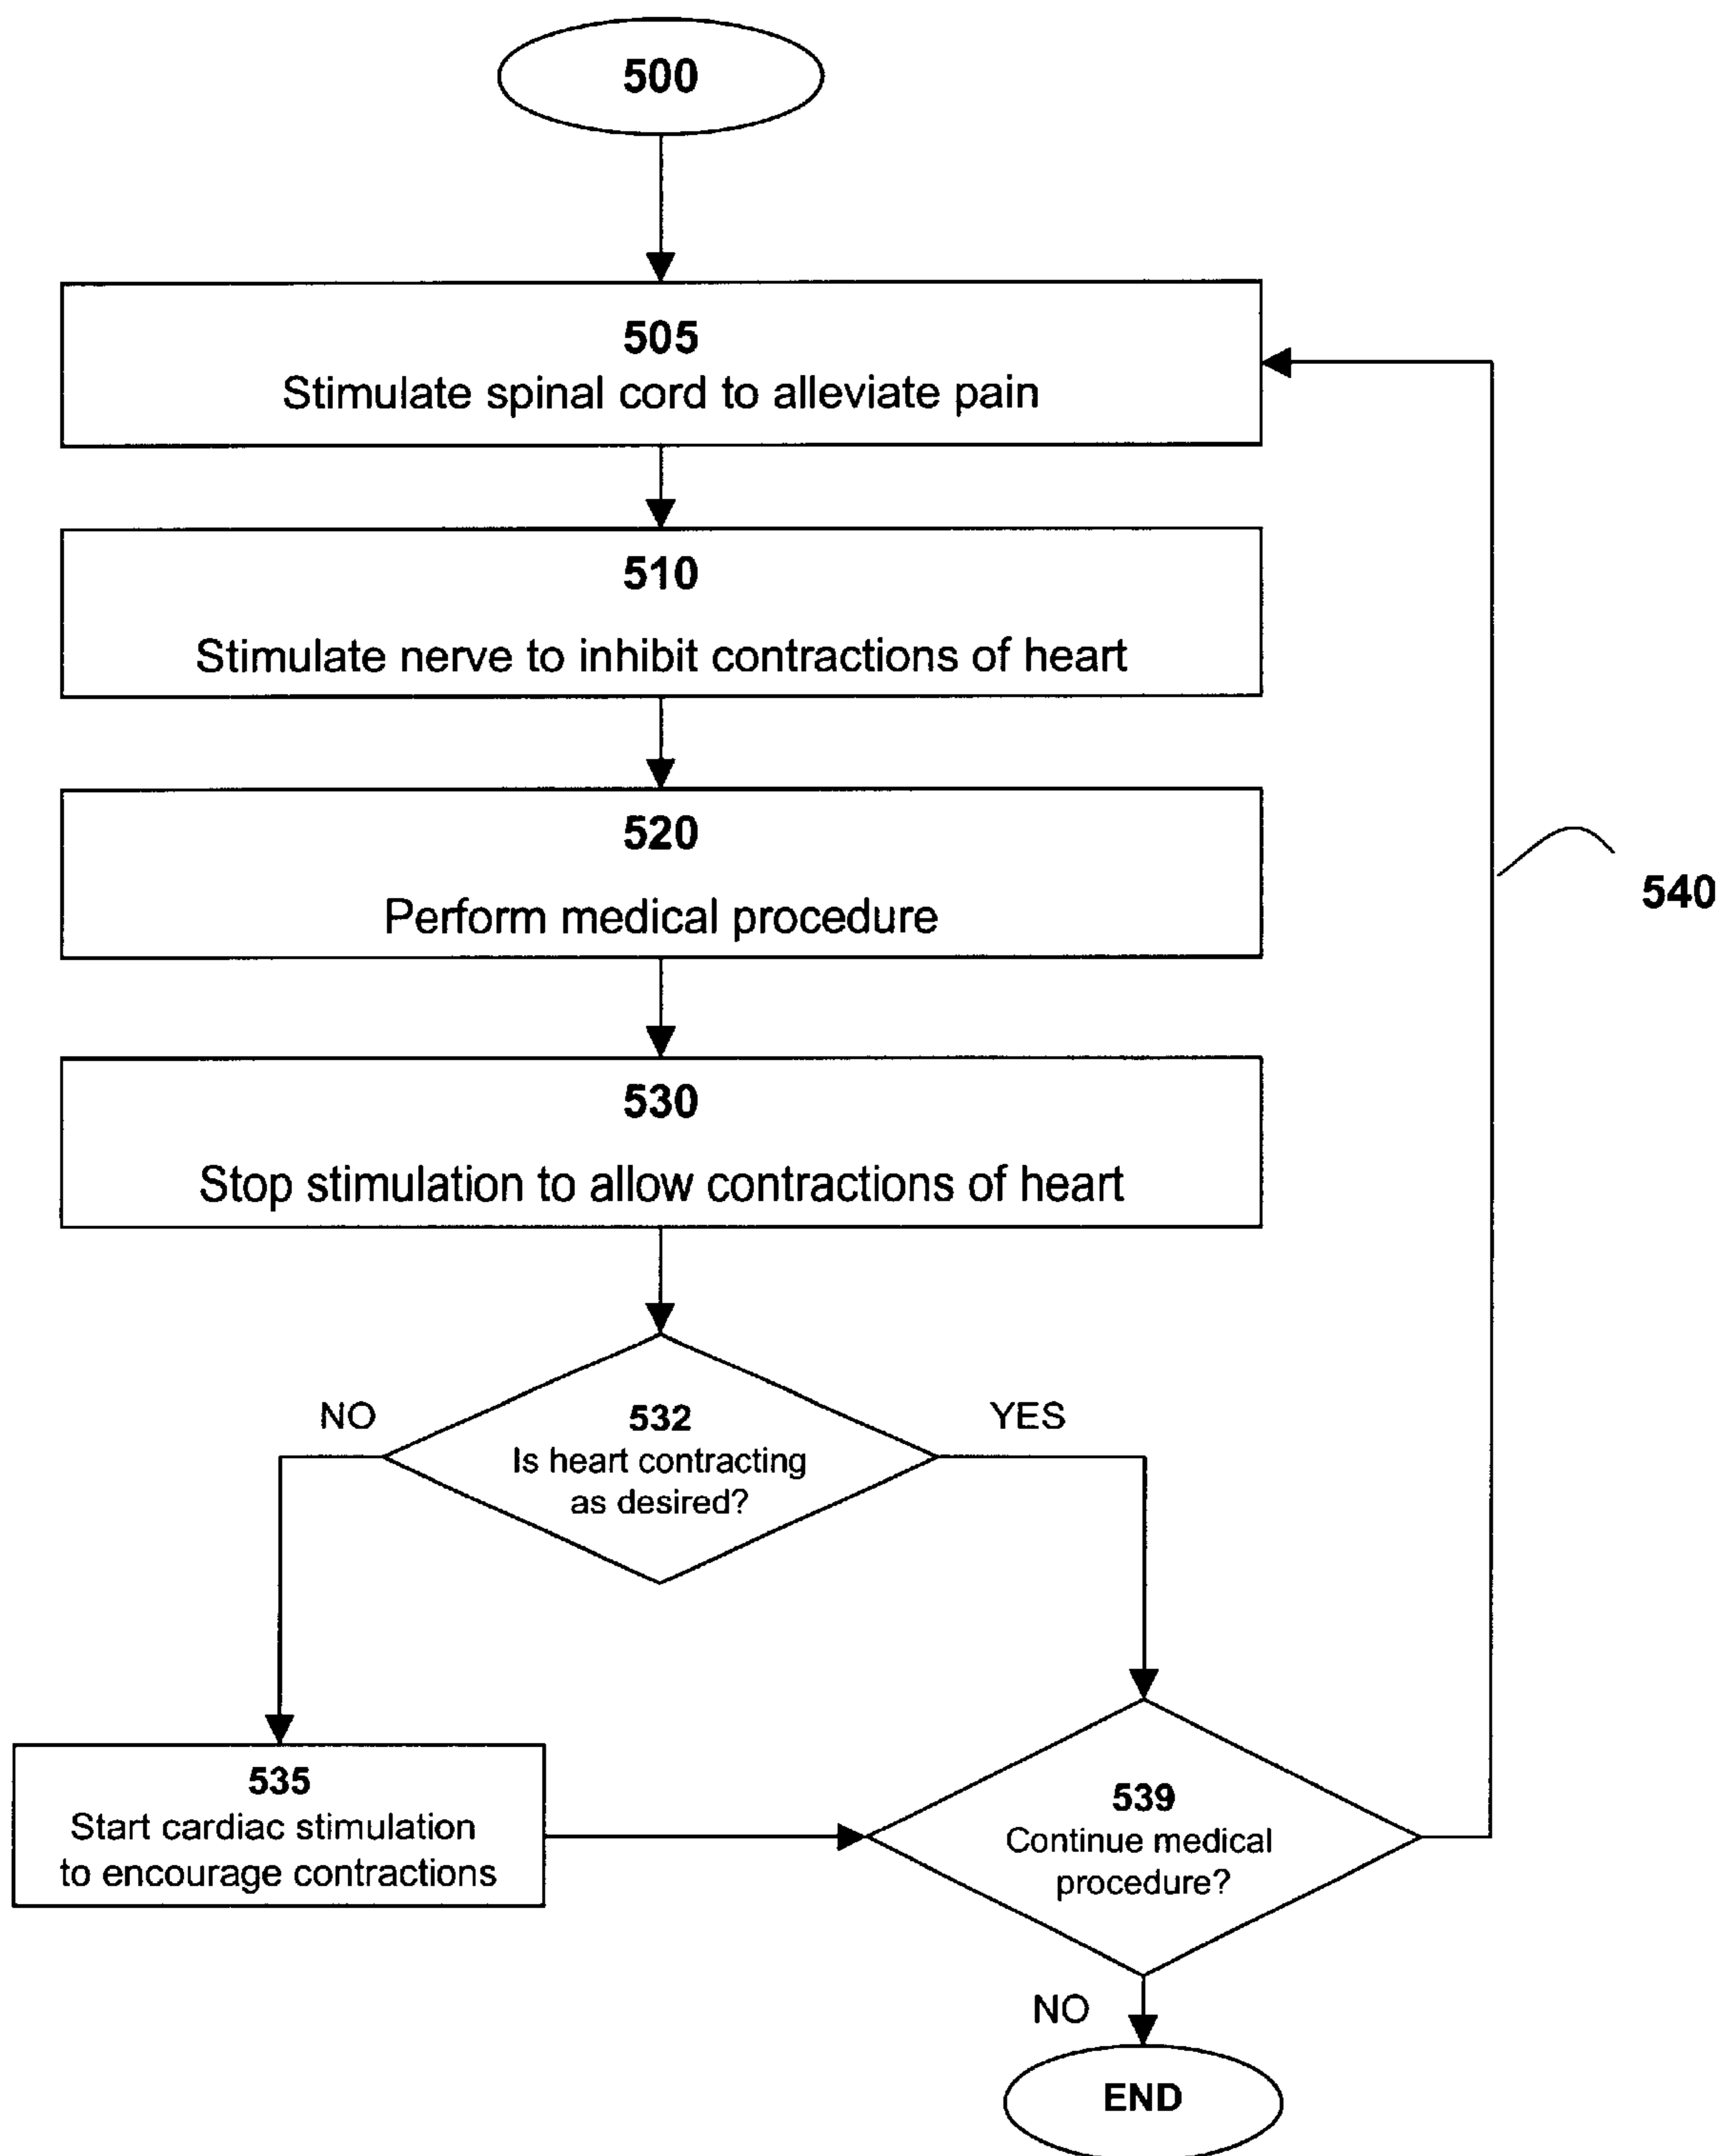 500
505
Stimulate spinal cord to alleviate pain
510
Stimulate nerve to inhibit contractions of heart
520
Perform medical procedure
540
530
Stop stimulation to allow contractions of heart
NO
532
Is heart contracting
as desired?
YES
535
Start cardiac stimulation
to encourage contractions
539
Continue medical
procedure?
NO
END